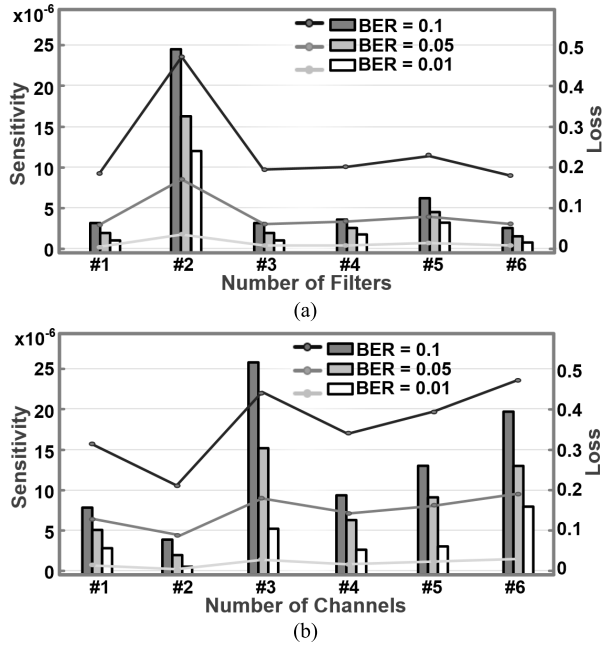 x10-6
BER = 0.1
BER = 0.05
BER = 0.01
Sensitivity
25
20
15
10
5
0
0.5
0.4
0.3
0.2
0.1
0
Loss
#1 #2 #3 #4 #5 #6
Number of Filters
(a)
x10-6
BER = 0.1
BER = 0.05
BER = 0.01
Sensitivity
25
20
15
10
5
0
0.5
0.4
0.3
0.2
0.1
0
Loss
#1 #2 #3 #4 #5 #6
Number of Channels
(b)